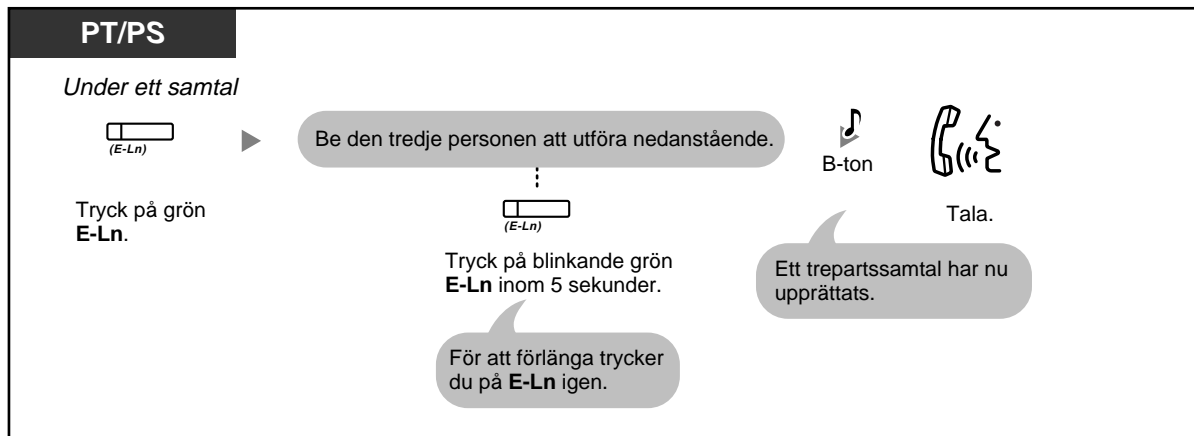 PT/PS
Under ett samtal
(E-Ln)
Tryck på grön
E-Ln.
Be den tredje personen att utföra nedanstående.
(E-Ln)
Tryck på blinkande grön
E-Ln inom 5 sekunder.
För att förlänga trycker
du på E-Ln igen.
B-ton
Ett trepartssamtal har nu
upprättats.
Tala.